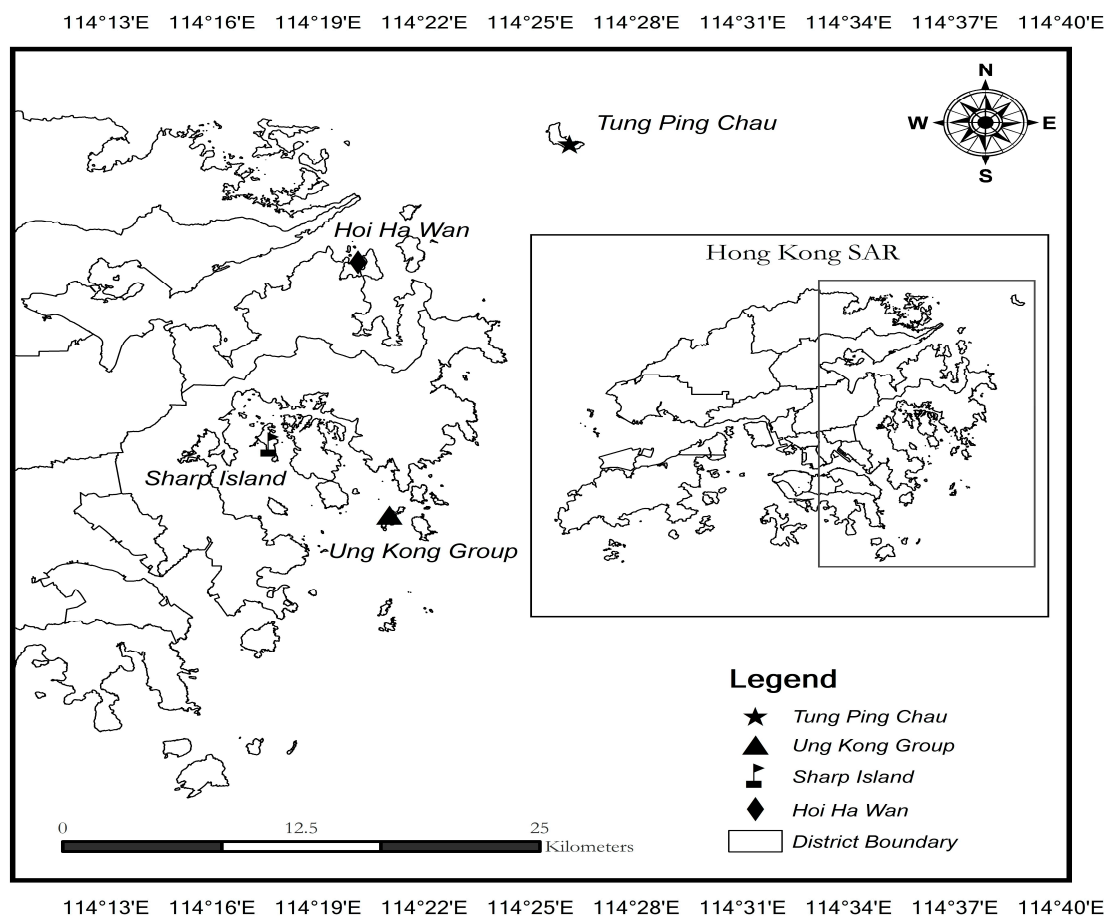 114°13'E 114°16'E 114°19'E 114°22'E 114°25'E 114°28'E 114°31'E 114°34'E 114°37'E 114°40'E
N
W E
S
Tung Ping Chau
Hoi Ha Wan
Sharp Island
Ung Kong Group
Hong Kong SAR
Legend
Tung Ping Chau
Ung Kong Group
Sharp Island
Hoi Ha Wan
District Boundary
0 12.5 25
Kilometers
114°13'E 114°16'E 114°19'E 114°22'E 114°25'E 114°28'E 114°31'E 114°34'E 114°37'E 114°40'E